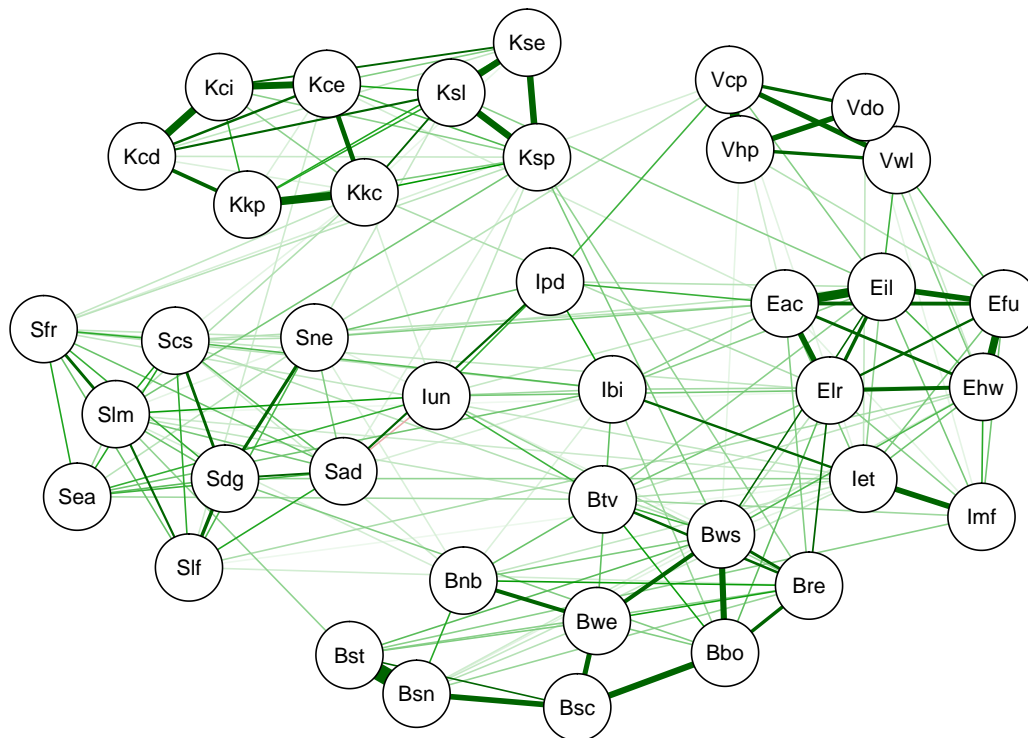 Kse
Vcp
Kci
Kce
Ksl
Vdo
Kcd
Ksp
Vhp
Vwl
Kkp
Kkc
Ipd
Eac
Eil
Efu
Sfr
Scs
Sne
Slm
Iun
Ibi
Elr
Ehw
Sea
Sdg
Sad
Btv
Iet
Imf
Slf
Bnb
Bws
Bre
Bwe
Bst
Bsn
Bsc
Bbo